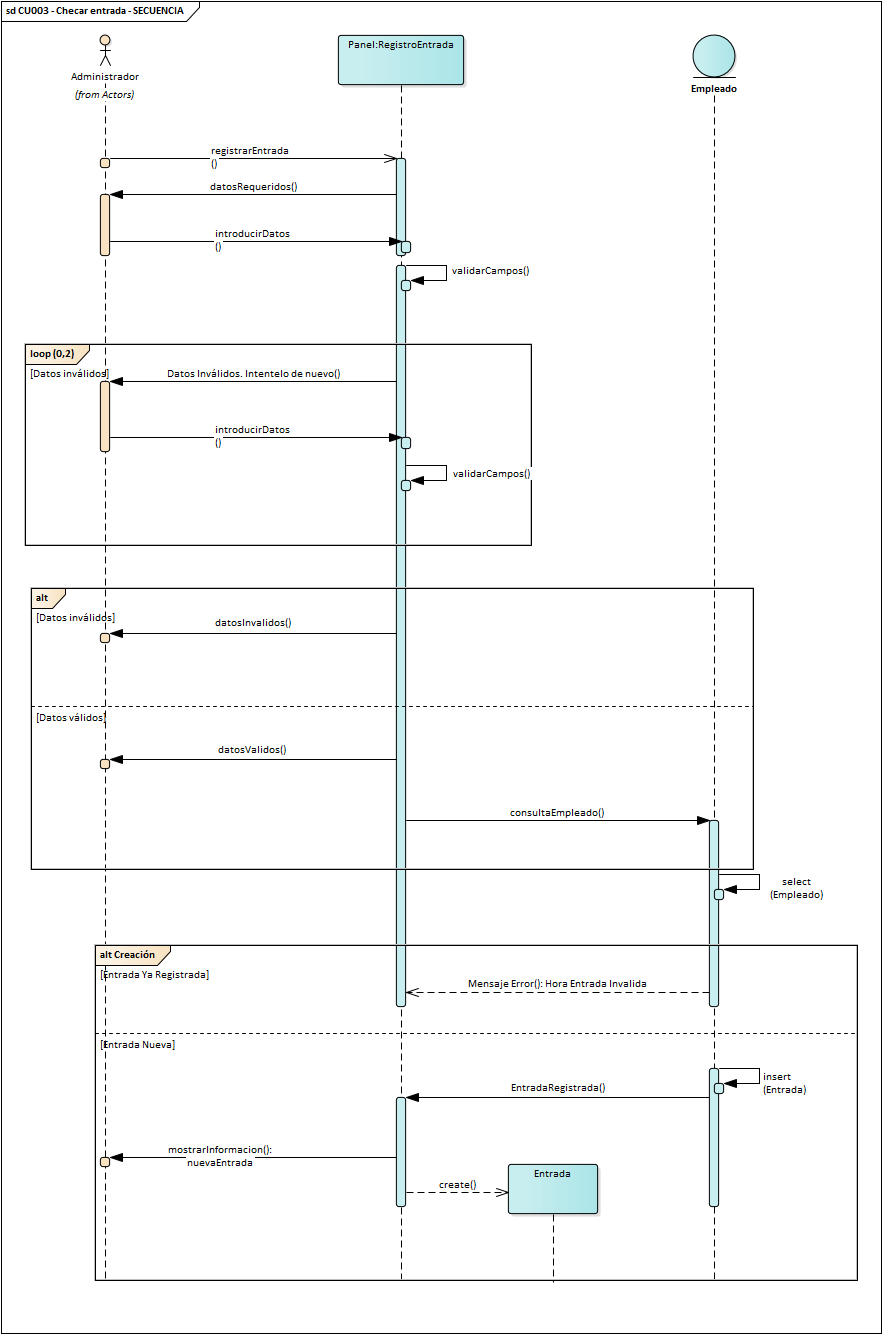 sd CU003 - Checar entrada - SECUENCIA
Administrador
(from Actors)
Panel:RegistroEntrada
Empleado
registrarEntrada
()
datosRequeridos()
introducirDatos
()
validarCampos()
loop (0,2)
[Datos inválidos]
Datos Inválidos. Intentelo de nuevo()
introducirDatos
()
validarCampos()
alt
[Datos inválidos]
datosInvalidos()
[Datos válidos]
datosValidos()
consultaEmpleado()
select
(Empleado)
alt Creación
[Entrada Ya Registrada]
Mensaje Error(): Hora Entrada Invalida
[Entrada Nueva]
insert
(Entrada)
EntradaRegistrada()
mostrarInformacion():
nuevaEntrada
Entrada
create()